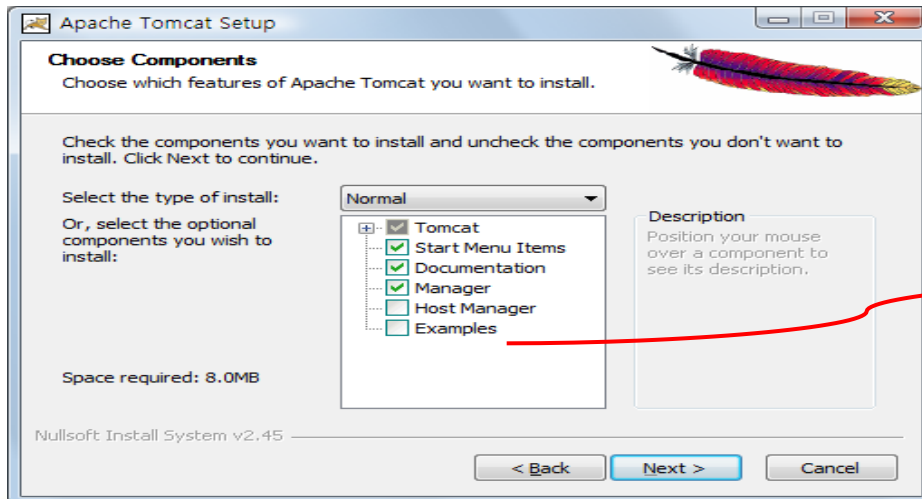 Apache Tomcat Setup
Choose Components
Choose which features of Apache Tomcat you want to install.
Check the components you want to install and uncheck the components you don't want to
install. Click Next to continue.
Select the type of install:
Normal
Or, select the optional
components you wish to
install:
Tomcat
Start Menu Items
Documentation
Manager
Host Manager
Examples
Description
Position your mouse
over a component to
see its description.
Space required: 8.0MB
Nullsoft Install System v2.45
< Back
Next >
Cancel